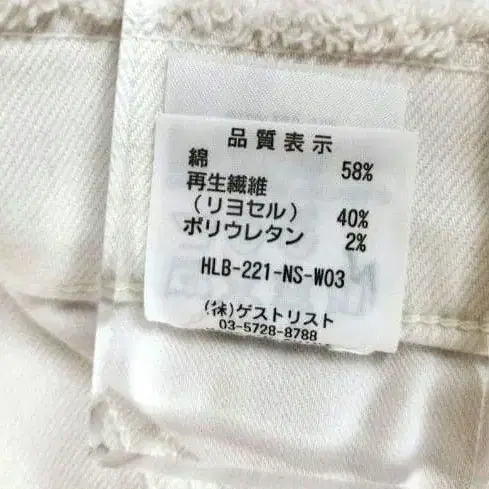 品質表示
綿 58%
再生繊維
(リヨセル) 40%
ポリウレタン 2%
HLB-221-NS-W03
(株)ゲストリスト
03-5728-8788